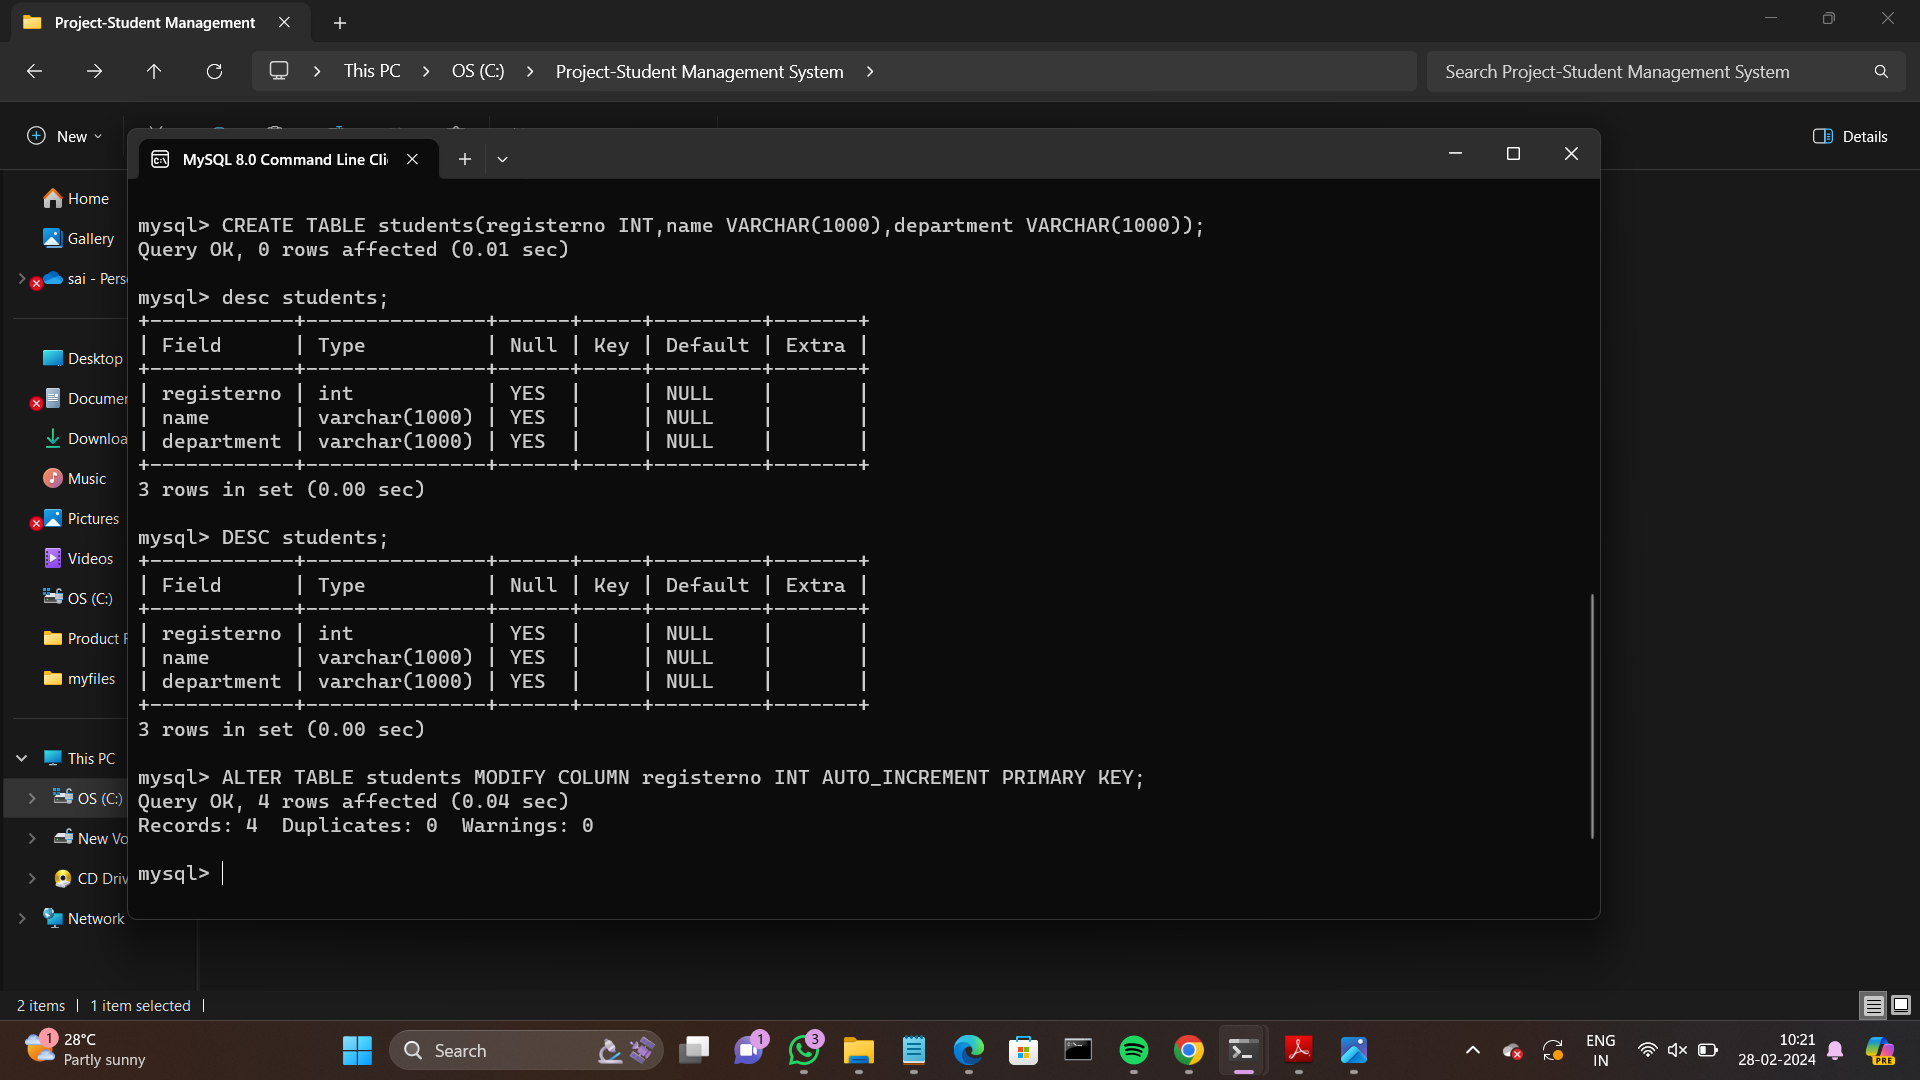 Project-Student Management
This PC
OS (C:)
Project-Student Management System
Search Project-Student Management System
New
Details
MySQL 8.0 Command Line Cli
Home
Gallery
sai - Pers
Desktop
Documen
Downloa
Music
Pictures
Videos
OS (C:)
Product
myfiles
This PC
OS (C:)
New Vo
CD Driv
Network
mysql> CREATE TABLE students(registerno INT,name VARCHAR(1000),department VARCHAR(1000));
Query OK, 0 rows affected (0.01 sec)
mysql> desc students;
+------------+---------------+------+-----+---------+-------+
| Field      | Type          | Null | Key | Default | Extra |
+------------+---------------+------+-----+---------+-------+
| registerno | int           | YES  |     | NULL    |       |
| name       | varchar(1000) | YES  |     | NULL    |       |
| department | varchar(1000) | YES  |     | NULL    |       |
+------------+---------------+------+-----+---------+-------+
3 rows in set (0.00 sec)
mysql> DESC students;
+------------+---------------+------+-----+---------+-------+
| Field      | Type          | Null | Key | Default | Extra |
+------------+---------------+------+-----+---------+-------+
| registerno | int           | YES  |     | NULL    |       |
| name       | varchar(1000) | YES  |     | NULL    |       |
| department | varchar(1000) | YES  |     | NULL    |       |
+------------+---------------+------+-----+---------+-------+
3 rows in set (0.00 sec)
mysql> ALTER TABLE students MODIFY COLUMN registerno INT AUTO_INCREMENT PRIMARY KEY;
Query OK, 4 rows affected (0.04 sec)
Records: 4  Duplicates: 0  Warnings: 0
mysql>
2 items | 1 item selected |
1
28°C
Partly sunny
Search
1
3
ENG
IN
10:21
28-02-2024
PRE